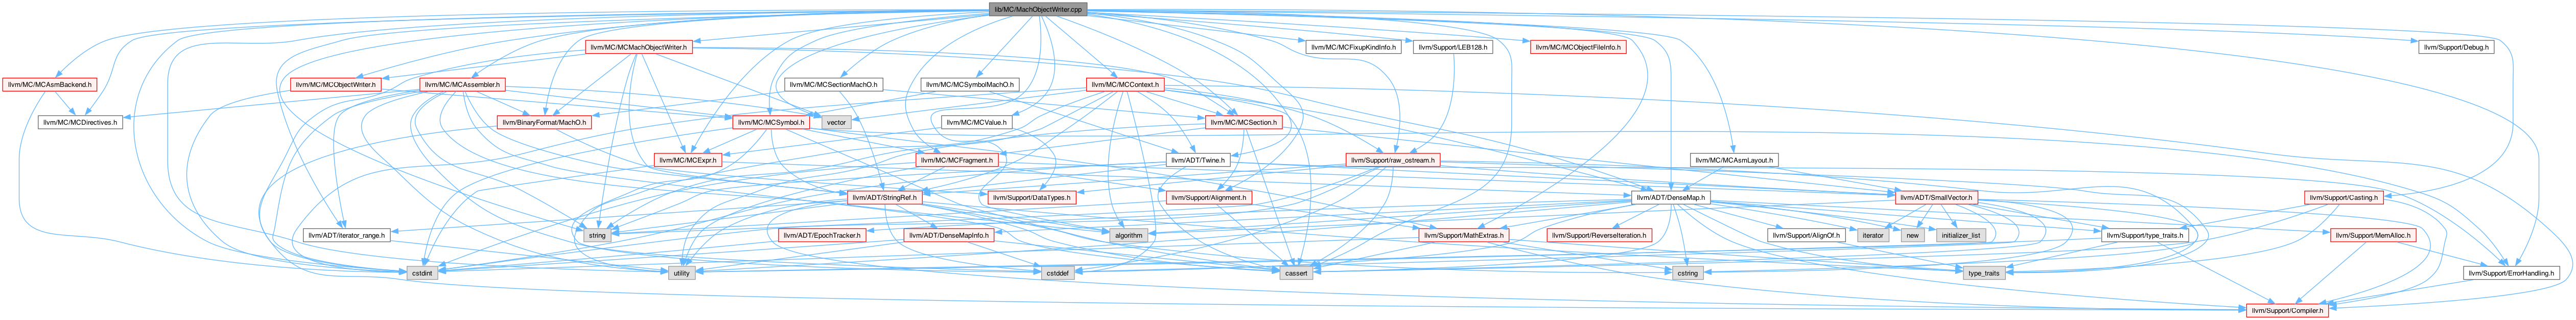 lib/MC/MachObjectWriter.cpp
llvm/MC/MCMachObjectWriter.h
llvm/MC/MCFixupKindInfo.h
llvm/Support/LEB128.h
llvm/MC/MCObjectFileInfo.h
llvm/Support/Debug.h
llvm/MC/MCAsmBackend.h
llvm/MC/MCObjectWriter.h
llvm/MC/MCAssembler.h
llvm/MC/MCSectionMachO.h
llvm/MC/MCSymbolMachO.h
llvm/MC/MCContext.h
llvm/MC/MCDirectives.h
llvm/BinaryFormat/MachO.h
llvm/MC/MCSymbol.h
vector
llvm/MC/MCValue.h
llvm/MC/MCSection.h
llvm/MC/MCExpr.h
llvm/MC/MCFragment.h
llvm/ADT/Twine.h
llvm/Support/raw_ostream.h
llvm/MC/MCAsmLayout.h
llvm/ADT/StringRef.h
llvm/Support/DataTypes.h
llvm/Support/Alignment.h
llvm/ADT/DenseMap.h
llvm/ADT/SmallVector.h
llvm/Support/Casting.h
llvm/ADT/iterator_range.h
string
llvm/ADT/EpochTracker.h
llvm/ADT/DenseMapInfo.h
algorithm
llvm/Support/MathExtras.h
llvm/Support/ReverseIteration.h
llvm/Support/AlignOf.h
iterator
new
initializer_list
llvm/Support/type_traits.h
llvm/Support/MemAlloc.h
cstdint
utility
cstddef
cassert
cstring
type_traits
llvm/Support/ErrorHandling.h
llvm/Support/Compiler.h